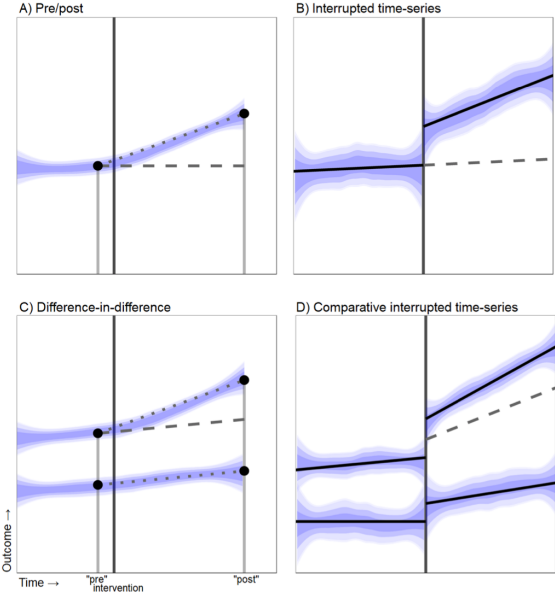 A) Pre/post
B) Interrupted time-series
C) Difference-in-difference
D) Comparative interrupted time-series
Outcome →
Time →
"pre"
intervention
"post"